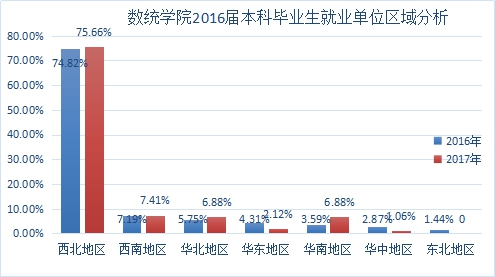 数统学院2016届本科毕业生就业单位区域分析
80.00%
70.00%
60.00%
50.00%
40.00%
30.00%
20.00%
10.00%
0.00%
74.82%
75.66%
7.19%
7.41%
5.75%
6.88%
4.31%
2.12%
3.59%
6.88%
2.87%
1.06%
1.44%
0
西北地区
西南地区
华北地区
华东地区
华南地区
华中地区
东北地区
2016年
2017年